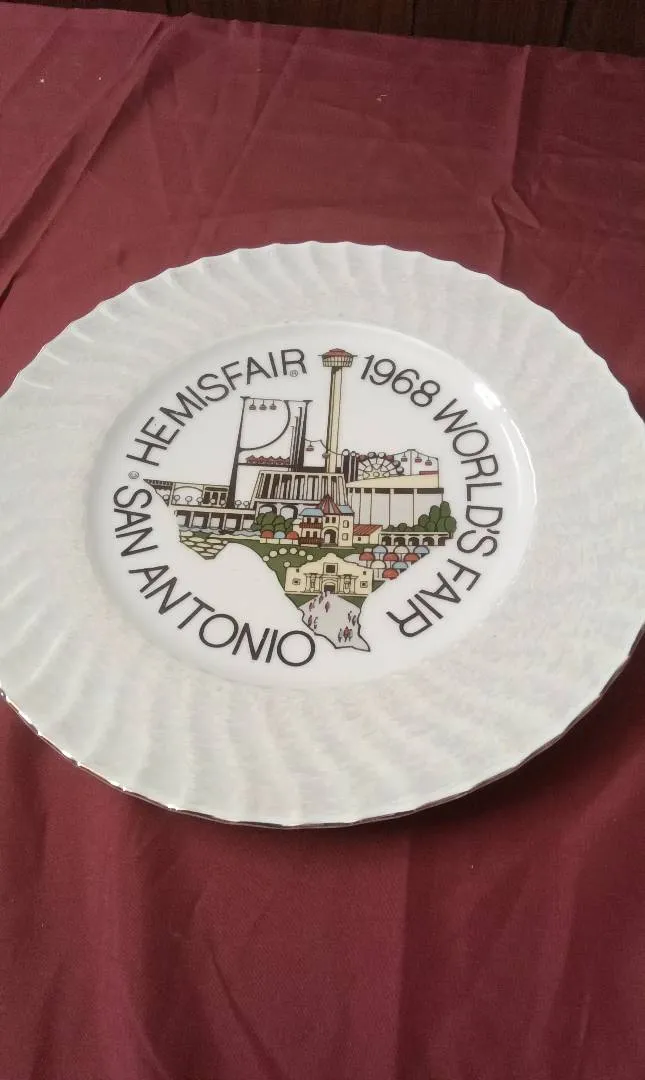 HEMISFAIR® 1968 WORLD'S FAIR
SAN ANTONIO ©